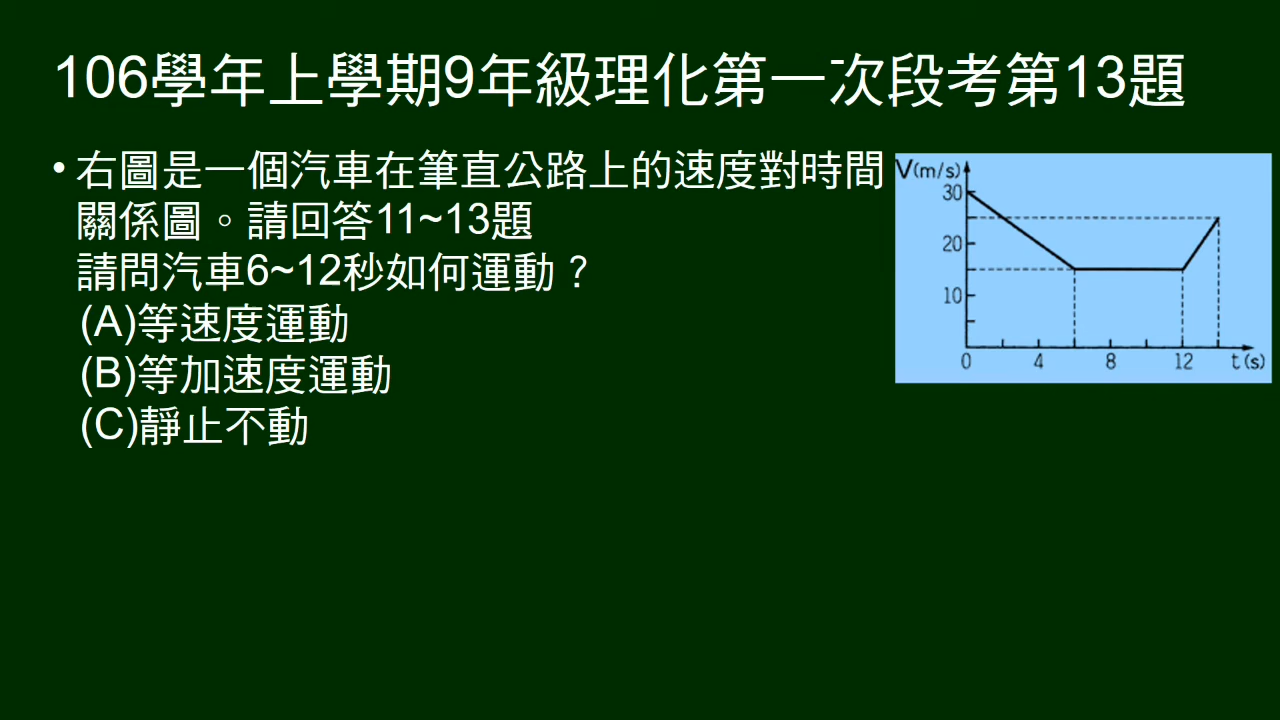 106學年上學期9年級理化第一次段考第13題
• 右圖是一個汽車在筆直公路上的速度對時間
關係圖。請回答11~13題
請問汽車6~12秒如何運動？
(A)等速度運動
(B)等加速度運動
(C)靜止不動
V(m/s)
30
20
10
0 4 8 12 t(s)